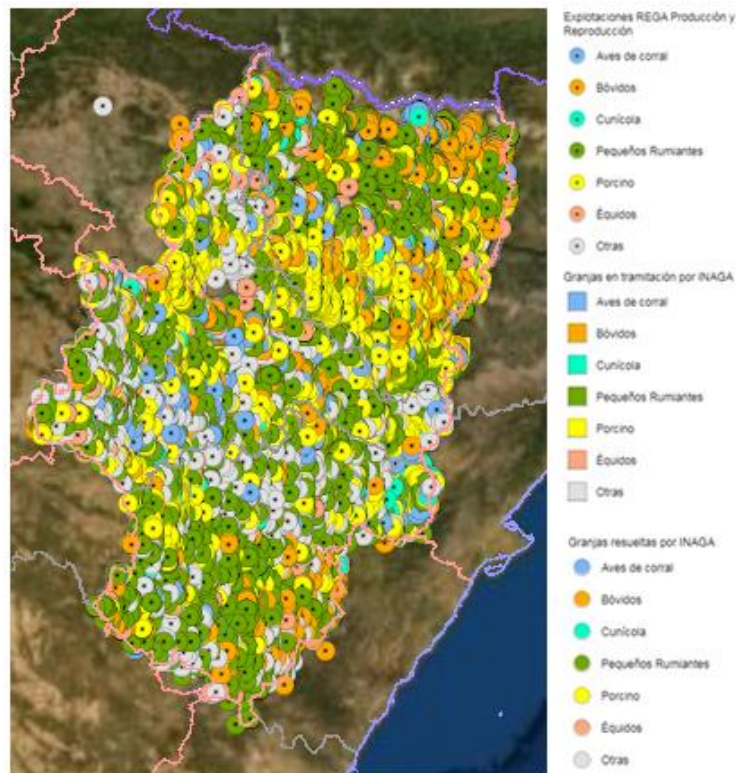 Explotaciones REGA Producción y
Reproducción
Aves de corral
Bóvidos
Cunícola
Pequeños Rumiantes
Porcino
Équidos
Otras
Granjas en tramitación por INAGA
Aves de corral
Bóvidos
Cunícola
Pequeños Rumiantes
Porcino
Équidos
Otras
Granjas resueltas por INAGA
Aves de corral
Bóvidos
Cunícola
Pequeños Rumiantes
Porcino
Équidos
Otras